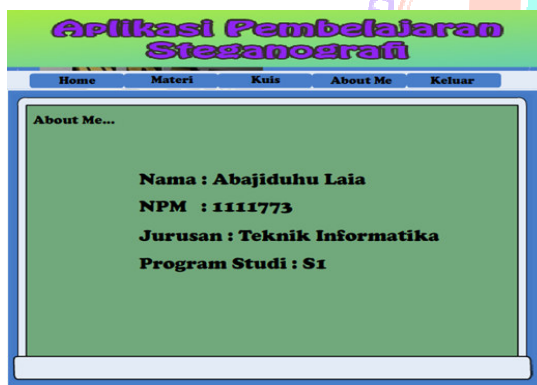 Aplikasi Pembelajaran
Steganografi
Home Materi Kuis About Me Keluar
About Me...
Nama : Abajiduhu Laia
NPM : 1111773
Jurusan : Teknik Informatika
Program Studi : S1